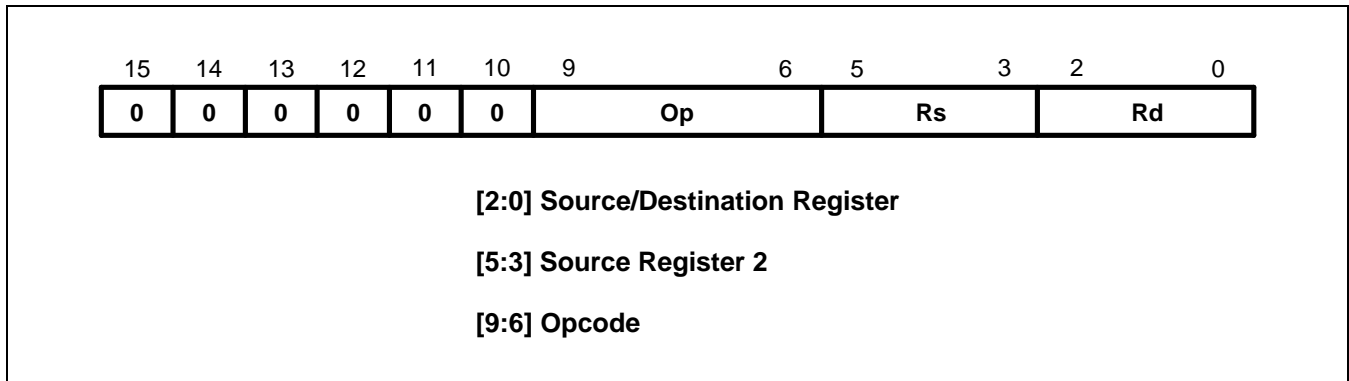 15 14 13 12 11 10 9 6 5 3 2 0
0 0 0 0 0 0 Op Rs Rd
[2:0] Source/Destination Register
[5:3] Source Register 2
[9:6] Opcode